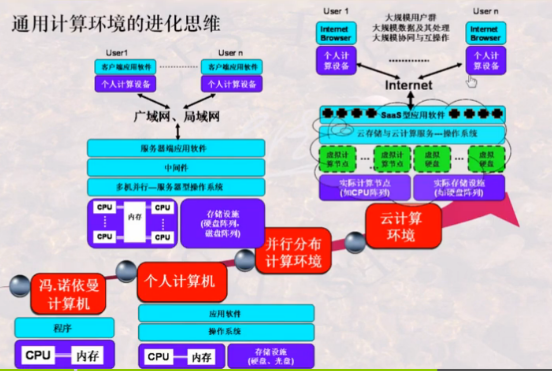 通用计算环境的进化思维
User1
User n
客户端应用软件
客户端应用软件
个人计算设备
个人计算设备
广域网、局域网
服务器端应用软件
中间件
多机并行—服务器型操作系统
CPU
内存
CPU
CPU
CPU
存储设施
(硬盘阵列,
磁盘阵列)
User 1
User n
大规模用户群
大规模数据及其处理
大规模协同与互操作
Internet
Browser
Internet
Browser
个人计
算设备
个人计
算设备
Internet
SaaS型应用软件
云存储与云计算服务—操作系统
虚拟计
算节点
虚拟计
算节点
虚拟
硬盘
虚拟
硬盘
实际计算节点
(如CPU阵列)
实际存储设施
(如硬盘阵列)
冯.诺依曼
计算机
个人计算机
并行分布
计算环境
云计算
环境
程序
CPU
内存
应用软件
操作系统
CPU
内存
存储设施
(硬盘、光盘)